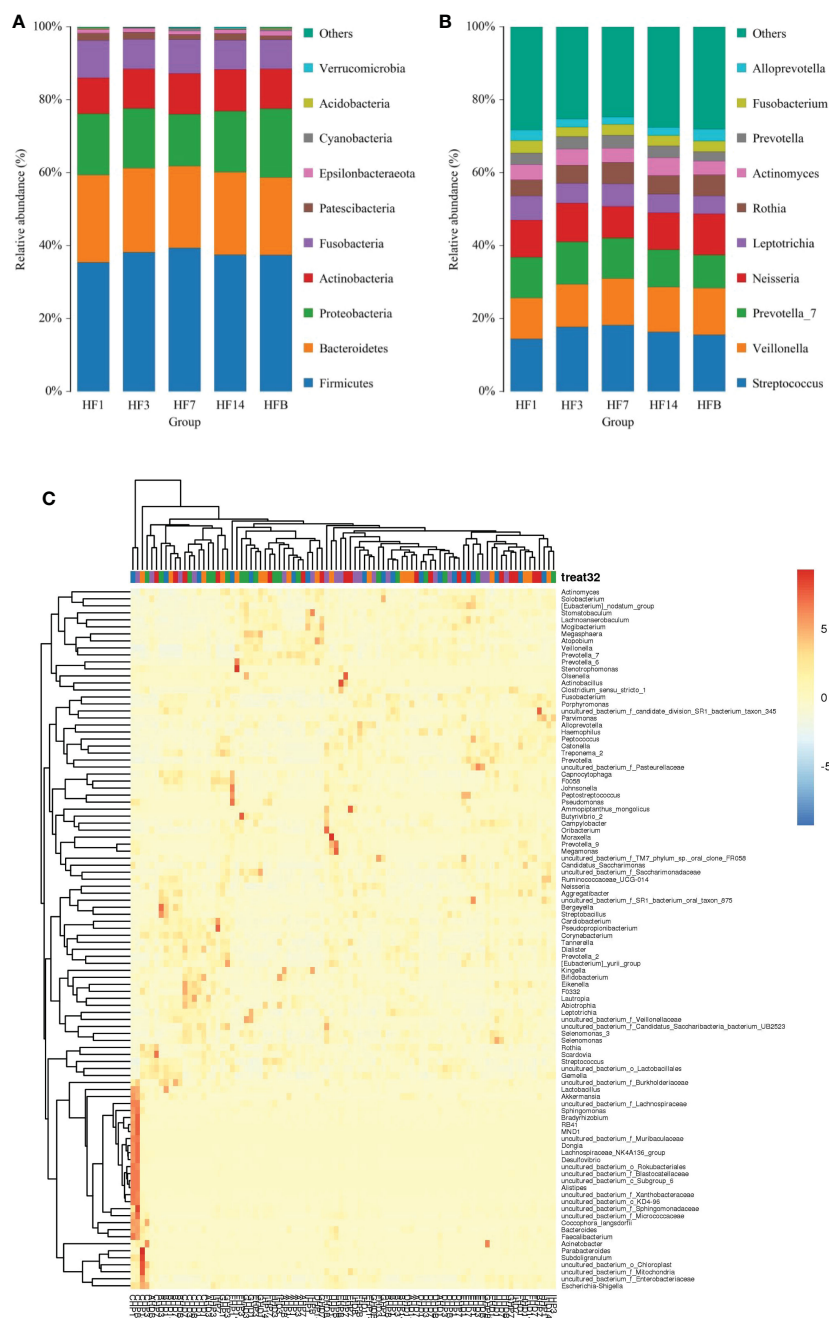 A
100%
80%
60%
40%
20%
0%
Relative abundance (%)
HF1 HF3 HF7 HF14 HFB
Group
Others
Verrucomicrobia
Acidobacteria
Cyanobacteria
Epsilonbacteraeota
Patescibacteria
Fusobacteria
Actinobacteria
Proteobacteria
Bacteroidetes
Firmicutes
B
100%
80%
60%
40%
20%
0%
Relative abundance (%)
HF1 HF3 HF7 HF14 HFB
Group
Others
Alloprevotella
Fusobacterium
Prevotella
Actinomyces
Rothia
Leptotrichia
Neisseria
Prevotella_7
Veillonella
Streptococcus
C
treat32
5
0
-5
Actinomyces
Solobacterium
[Eubacterium]_nodatum_group
Stomatobaculum
Lachnoanaerobaculum
Mogibacterium
Megasphaera
Atopobium
Veillonella
Prevotella_7
Prevotella_6
Stenotrophomonas
Olsenella
Actinobacillus
Clostridium_sensu_stricto_1
Fusobacterium
Porphyromonas
uncultured_bacterium_f_candidate_division_SR1_bacterium_taxon_345
Parvimonas
Alloprevotella
Haemophilus
Peptococcus
Catonella
Treponema_2
Prevotella
uncultured_bacterium_f_Pasteurellaceae
Capnocytophaga
F0058
Johnsonella
Peptostreptococcus
Pseudomonas
Ammopiptanthus_mongolicus
Butyrivibrio_2
Campylobacter
Oribacterium
Moraxella
Prevotella_9
Megamonas
uncultured_bacterium_f_TM7_phylum_sp._oral_clone_FR058
Candidatus_Saccharimonas
uncultured_bacterium_f_Saccharimonadaceae
Ruminococcaceae_UCG-014
Neisseria
Aggregatibacter
uncultured_bacterium_f_SR1_bacterium_oral_taxon_875
Bergeyella
Streptobacillus
Cardiobacterium
Pseudopropionibacterium
Corynebacterium
Tannerella
Dialister
Prevotella_2
[Eubacterium]_yurii_group
Kingella
Bifidobacterium
Eikenella
F0332
Lautropia
Abiotrophia
Leptotrichia
uncultured_bacterium_f_Veillonellaceae
uncultured_bacterium_f_Candidatus_Saccharibacteria_bacterium_UB2523
Selenomonas_3
Selenomonas
Rothia
Scardovia
Streptococcus
uncultured_bacterium_o_Lactobacillales
Gemella
uncultured_bacterium_f_Burkholderiaceae
Lactobacillus
Akkermansia
uncultured_bacterium_f_Lachnospiraceae
Sphingomonas
Bradyrhizobium
RB41
MND1
uncultured_bacterium_f_Muribaculaceae
Dongia
Lachnospiraceae_NK4A136_group
Desulfovibrio
uncultured_bacterium_o_Rokubacteriales
uncultured_bacterium_f_Blastocatellaceae
uncultured_bacterium_c_Subgroup_6
Alistipes
uncultured_bacterium_f_Xanthobacteraceae
uncultured_bacterium_c_KD4-96
uncultured_bacterium_f_Sphingomonadaceae
uncultured_bacterium_f_Micrococcaceae
Coccophora_langsdorfii
Bacteroides
Faecalibacterium
Acinetobacter
Parabacteroides
Subdoligranulum
uncultured_bacterium_o_Chloroplast
uncultured_bacterium_f_Mitochondria
uncultured_bacterium_f_Enterobacteriaceae
Escherichia-Shigella